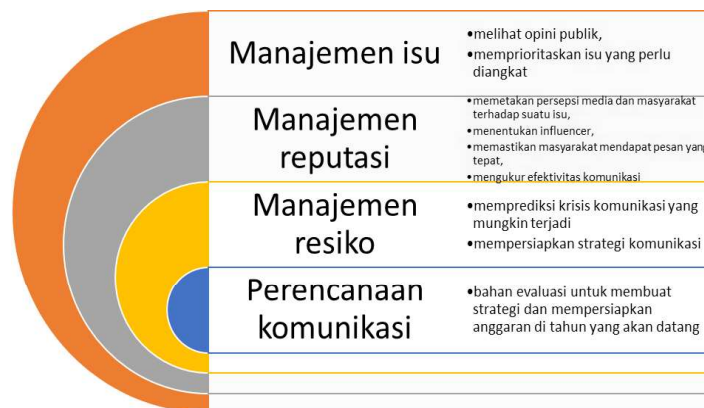 Manajemen isu
•melihat opini publik,
•memprioritaskan isu yang perlu
diangkat
Manajemen
reputasi
•memetakan persepsi media dan masyarakat
terhadap suatu isu,
•menentukan influencer,
•memastikan masyarakat mendapat pesan yang
tepat,
•mengukur efektivitas komunikasi
Manajemen
resiko
•memprediksi krisis komunikasi yang
mungkin terjadi
•mempersiapkan strategi komunikasi
Perencanaan
komunikasi
•bahan evaluasi untuk membuat
strategi dan mempersiapkan
anggaran di tahun yang akan datang